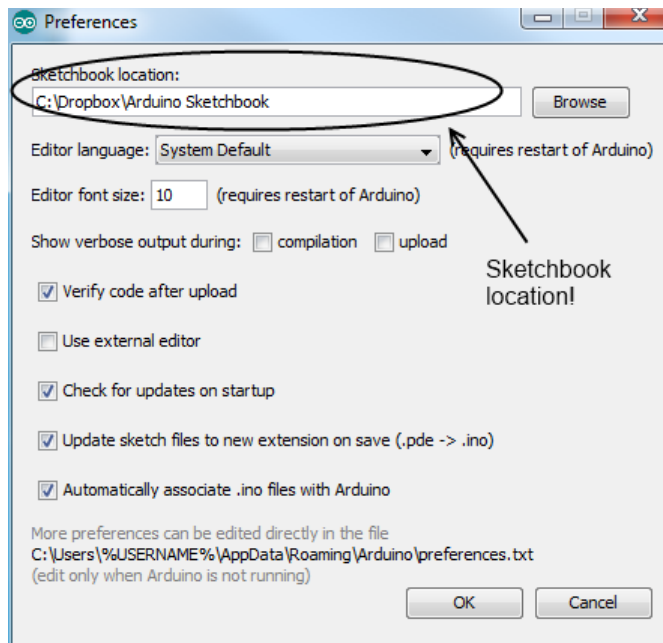 Preferences
Sketchbook location:
C:\Dropbox\Arduino Sketchbook
Browse
Editor language: System Default (requires restart of Arduino)
Editor font size: 10 (requires restart of Arduino)
Show verbose output during: compilation upload
Sketchbook
location!
Verify code after upload
Use external editor
Check for updates on startup
Update sketch files to new extension on save (.pde -> .ino)
Automatically associate .ino files with Arduino
More preferences can be edited directly in the file
C:\Users\%USERNAME%\AppData\Roaming\Arduino\preferences.txt
(edit only when Arduino is not running)
OK Cancel